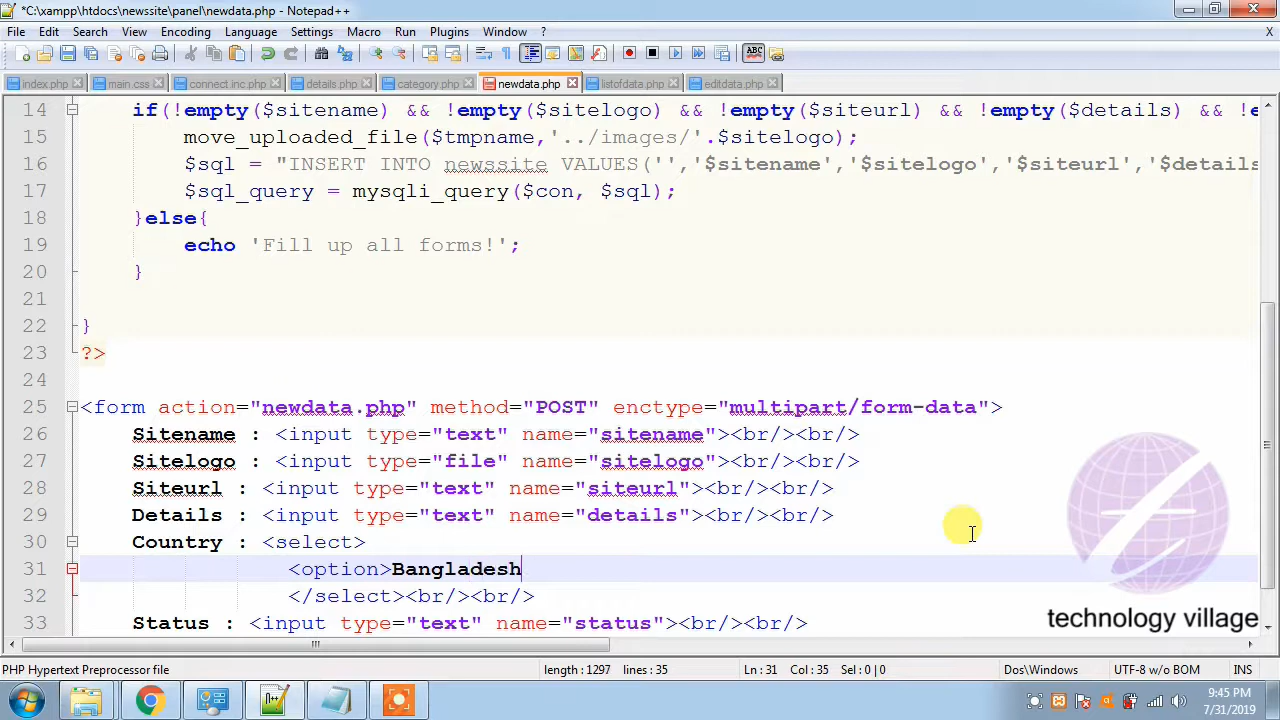 *C:\xampp\htdocs\newssite\panel\newdata.php - Notepad++
File Edit Search View Encoding Language Settings Macro Run Plugins Window ? X
index.php main.css connect.inc.php details.php category.php newdata.php listofdata.php editdata.php
14 if(!empty($sitename) && !empty($sitelogo) && !empty($siteurl) && !empty($details) && !e
15 move_uploaded_file($tmpname,'../images/'.$sitelogo);
16 $sql = "INSERT INTO newssite VALUES('','$sitename','$sitelogo','$siteurl','$details
17 $sql_query = mysqli_query($con, $sql);
18 }else{
19 echo 'Fill up all forms!';
20 }
21
22 }
23 ?>
24
25 <form action="newdata.php" method="POST" enctype="multipart/form-data">
26 Sitename : <input type="text" name="sitename"><br/><br/>
27 Sitelogo : <input type="file" name="sitelogo"><br/><br/>
28 Siteurl : <input type="text" name="siteurl"><br/><br/>
29 Details : <input type="text" name="details"><br/><br/>
30 Country : <select>
31 <option>Bangladesh
32 </select><br/><br/>
33 Status : <input type="text" name="status"><br/><br/>
technology village
PHP Hypertext Preprocessor file length : 1297 lines : 35 Ln : 31 Col : 35 Sel : 0 | 0 Dos\Windows UTF-8 w/o BOM INS
9:45 PM
7/31/2019